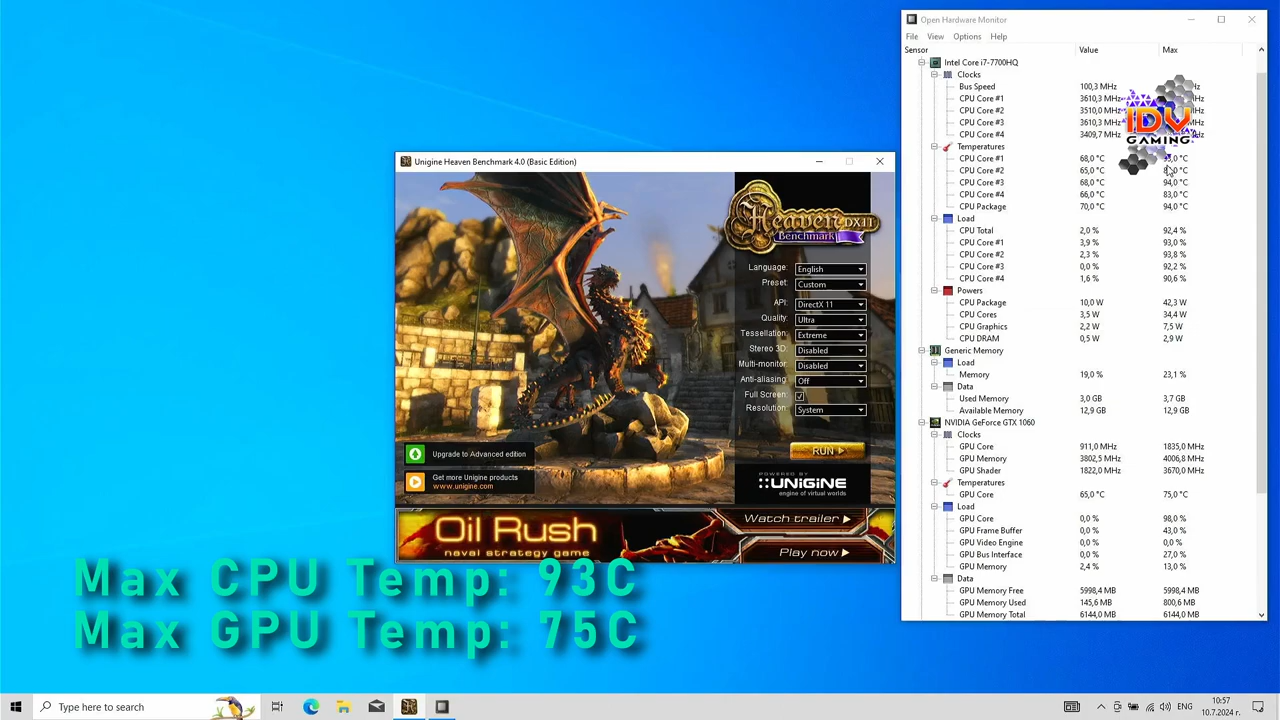 Open Hardware Monitor
File View Options Help
Sensor Value Max
Intel Core i7-7700HQ
Clocks
Bus Speed 100,3 MHz
CPU Core #1 3610,3 MHz
CPU Core #2 3510,0 MHz
CPU Core #3 3610,3 MHz
CPU Core #4 3409,7 MHz
IDV
GAMING
Temperatures
CPU Core #1 68,0 °C
CPU Core #2 65,0 °C
CPU Core #3 68,0 °C 94,0 °C
CPU Core #4 66,0 °C 83,0 °C
CPU Package 70,0 °C 94,0 °C
Load
CPU Total 2,0 % 92,4 %
CPU Core #1 3,9 % 93,0 %
CPU Core #2 2,3 % 93,8 %
CPU Core #3 0,0 % 92,2 %
CPU Core #4 1,6 % 90,6 %
Powers
CPU Package 10,0 W 42,3 W
CPU Cores 3,5 W 34,4 W
CPU Graphics 2,2 W 7,5 W
CPU DRAM 0,5 W 2,9 W
Generic Memory
Load
Memory 19,0 % 23,1 %
Data
Used Memory 3,0 GB 3,7 GB
Available Memory 12,9 GB 12,9 GB
NVIDIA GeForce GTX 1060
Clocks
GPU Core 911,0 MHz 1835,0 MHz
GPU Memory 3802,5 MHz 4006,8 MHz
GPU Shader 1822,0 MHz 3670,0 MHz
Temperatures
GPU Core 65,0 °C 75,0 °C
Load
GPU Core 0,0 % 98,0 %
GPU Frame Buffer 0,0 % 43,0 %
GPU Video Engine 0,0 % 0,0 %
GPU Bus Interface 0,0 % 27,0 %
GPU Memory 2,4 % 13,0 %
Data
GPU Memory Free 5998,4 MB 5998,4 MB
GPU Memory Used 145,6 MB 800,6 MB
GPU Memory Total 6144,0 MB 6144,0 MB
Unigine Heaven Benchmark 4.0 (Basic Edition)
Heaven DX11
Benchmark
Language: English
Preset: Custom
API: DirectX 11
Quality: Ultra
Tessellation: Extreme
Stereo 3D: Disabled
Multi-monitor: Disabled
Anti-aliasing: Off
Full Screen:
Resolution: System
RUN
Upgrade to Advanced edition
Get more Unigine products
www.unigine.com
POWERED BY
UNIGINE
engine of virtual worlds
Oil Rush
naval strategy game
Watch trailer
Play now
Max CPU Temp: 93C
Max GPU Temp. 75C
Type here to search
ENG
10:57
10.7.2024 г.